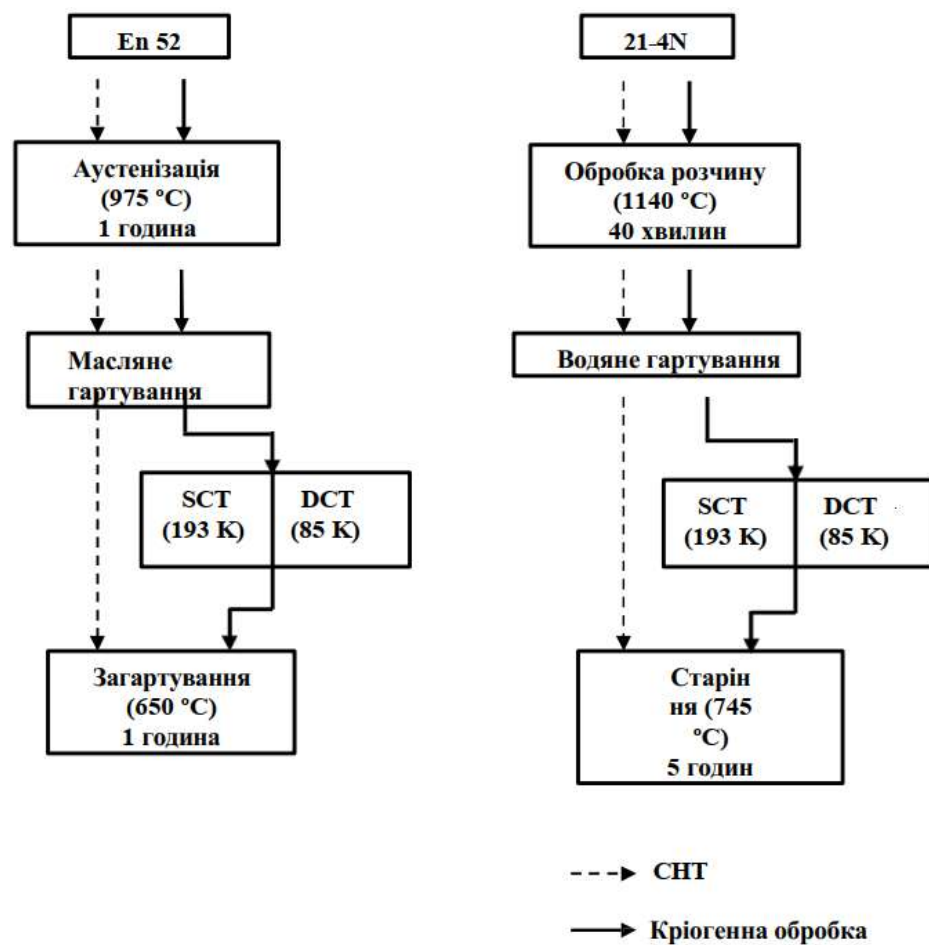 En 52
Аустенізація
(975 °C)
1 година
Масляне
гартування
SCT
(193 K)
DCT
(85 K)
Загартування
(650 °C)
1 година
21-4N
Обробка розчину
(1140 °C)
40 хвилин
Водяне гартування
SCT
(193 K)
DCT
(85 K)
Старін
ня (745
°C)
5 годин
СНТ
Кріогенна обробка